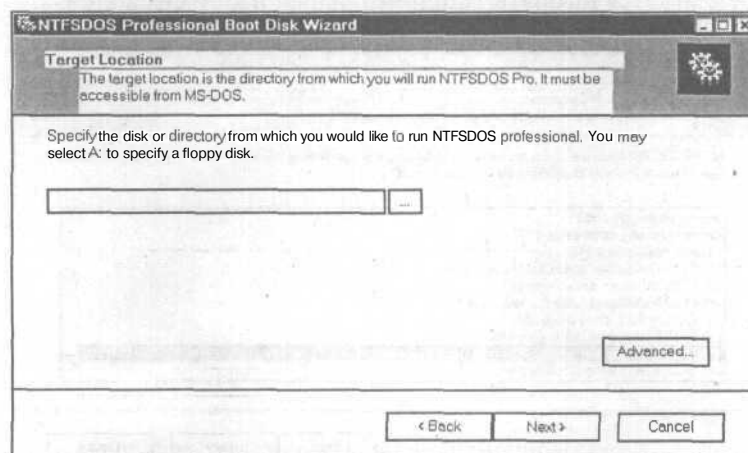 NTFSDOS Professional Boot Disk Wizard
Target Location
The target location is the directory from which you will run NTFSDOS Pro. It must be
accessible from MS-DOS.
Specify the disk or directory from which you would like to run NTFSDOS professional. You may
select A: to specify a floppy disk.
...
Advanced...
< Back
Next >
Cancel